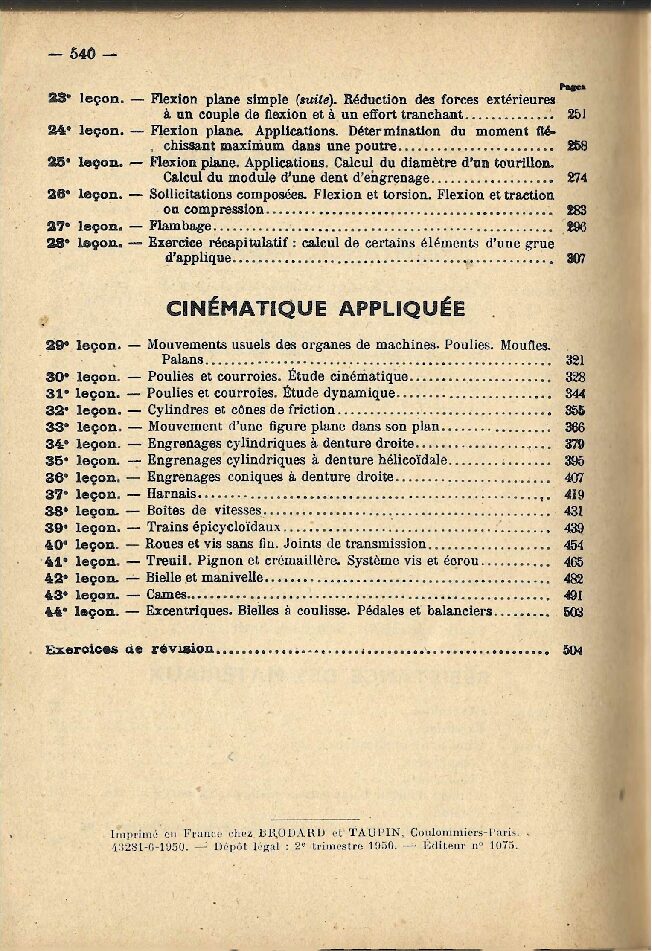 — 540 —
Pages
23e leçon. — Flexion plane simple (suite). Réduction des forces extérieures
à un couple de flexion et à un effort tranchant.............. 251
24e leçon. — Flexion plane. Applications. Détermination du moment flé-
chissant maximum dans une poutre....................... 258
25e leçon. — Flexion plane. Applications. Calcul du diamètre d'un tourillon.
Calcul du module d'une dent d'engrenage.................. 274
26e leçon. — Sollicitations composées. Flexion et torsion. Flexion et traction
ou compression.......................................... 283
27e leçon. — Flambage................................................ 296
28e leçon. — Exercice récapitulatif : calcul de certains éléments d'une grue
d'applique.............................................. 307
CINÉMATIQUE APPLIQUÉE
29e leçon. — Mouvements usuels des organes de machines. Poulies. Moufles.
Palans.................................................. 321
30e leçon. — Poulies et courroies. Étude cinématique.................... 328
31e leçon. — Poulies et courroies. Étude dynamique...................... 344
32e leçon. — Cylindres et cônes de friction............................. 355
33e leçon. — Mouvement d'une figure plane dans son plan................ 366
34e leçon. — Engrenages cylindriques à denture droite................... 379
35e leçon. — Engrenages cylindriques à denture hélicoïdale.............. 395
36e leçon. — Engrenages coniques à denture droite....................... 407
37e leçon. — Harnais.................................................... 419
38e leçon. — Boîtes de vitesses......................................... 431
39e leçon. — Trains épicycloïdaux....................................... 439
40e leçon. — Roues et vis sans fin. Joints de transmission.............. 454
41e leçon. — Treuil. Pignon et crémaillère. Système vis et écrou........ 465
42e leçon. — Bielle et manivelle........................................ 482
43e leçon. — Cames...................................................... 491
44e leçon. — Excentriques. Bielles à coulisse. Pédales et balanciers......... 503
Exercices de révision................................................... 504
Imprimé en France chez BRODARD et TAUPIN, Coulommiers-Paris.
43281-6-1950. — Dépôt légal : 2e trimestre 1950. — Éditeur nº 1075.